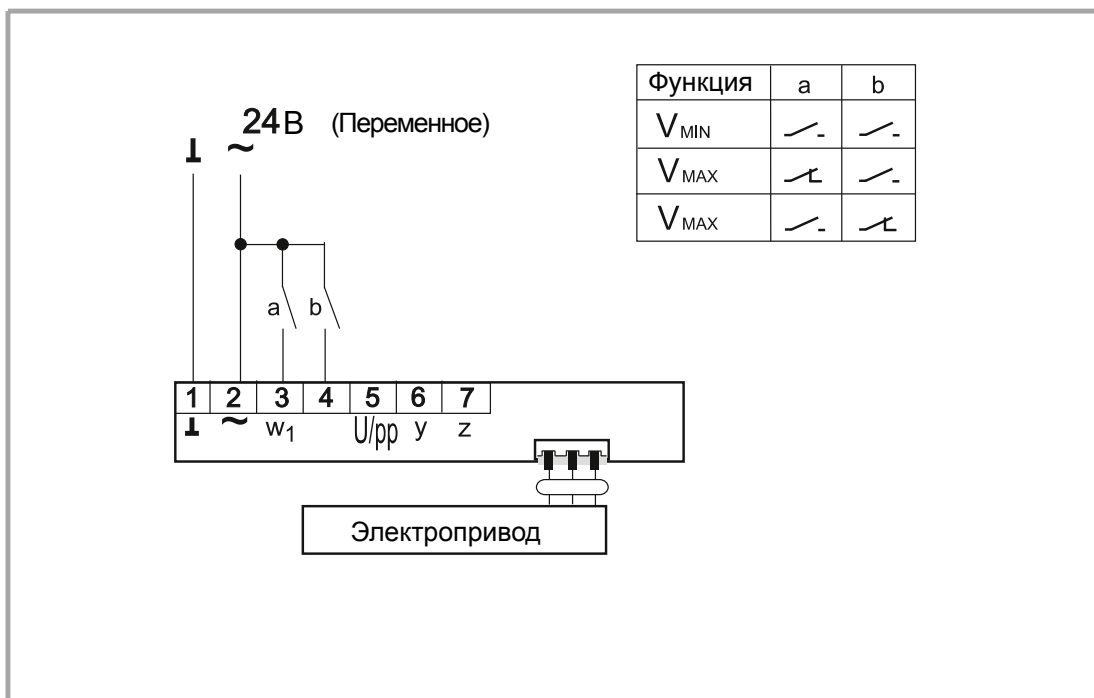 Функция a b
24В (Переменное)
V MIN
⊥ ~
V MAX
V MAX
a b
1 2 3 4 5 6 7
⊥ ~ w1 U/pp y z
Электропривод